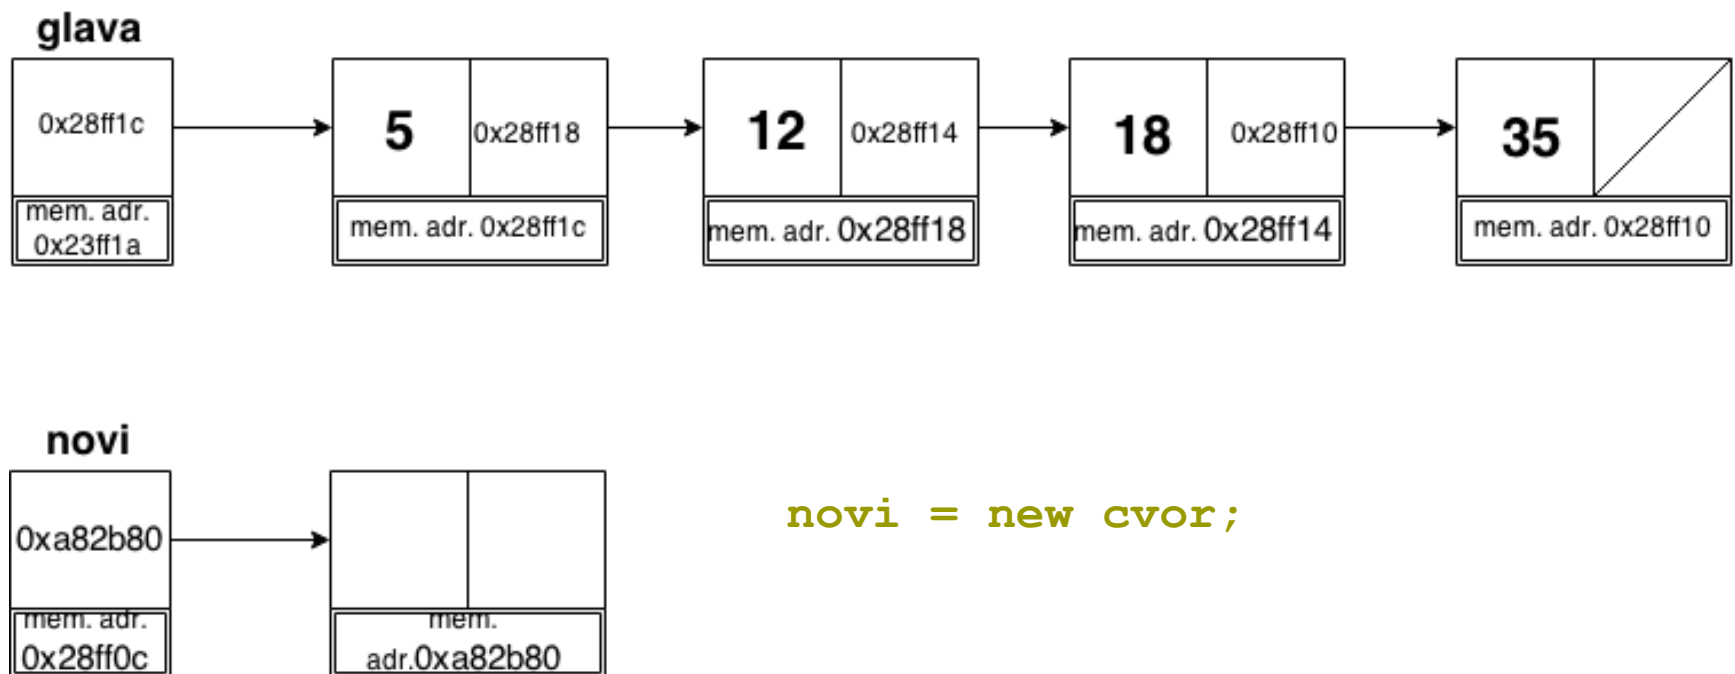 glava
0x28ff1c
mem. adr.
0x23ff1a
5
0x28ff18
mem. adr. 0x28ff1c
12
0x28ff14
mem. adr. 0x28ff18
18
0x28ff10
mem. adr. 0x28ff14
35
mem. adr. 0x28ff10
novi
0xa82b80
mem. adr.
0x28ff0c
mem.
adr.0xa82b80
novi = new cvor;